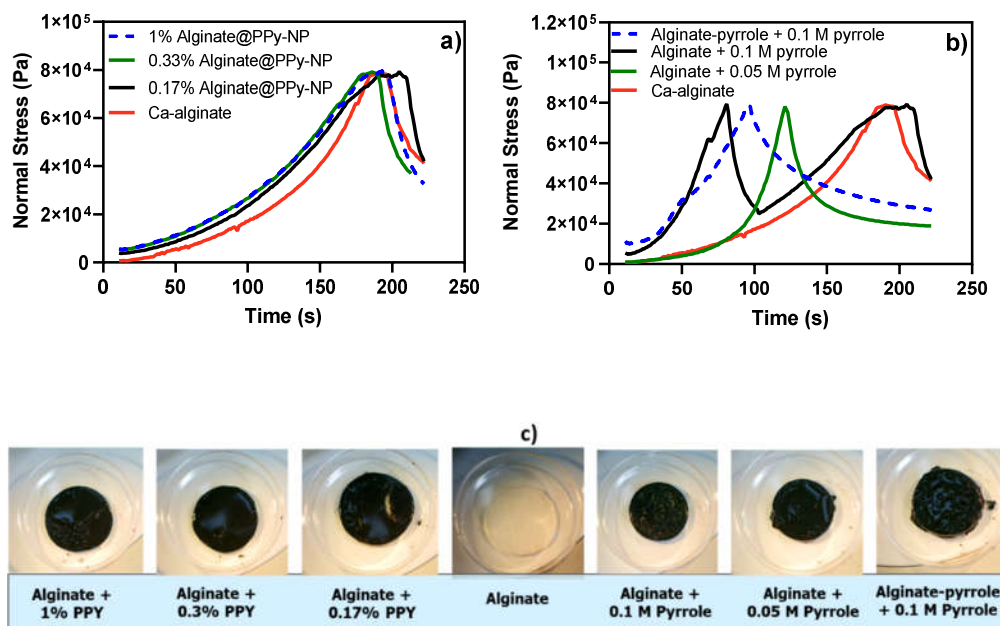 a)
1×10⁵
8×10⁴
6×10⁴
4×10⁴
2×10⁴
0
Normal Stress (Pa)
1% Alginate@PPy-NP
0.33% Alginate@PPy-NP
0.17% Alginate@PPy-NP
Ca-alginate
0 50 100 150 200 250
Time (s)
b)
1.2×10⁵
1×10⁵
8×10⁴
6×10⁴
4×10⁴
2×10⁴
0
Normal Stress (Pa)
Alginate-pyrrole + 0.1 M pyrrole
Alginate + 0.1 M pyrrole
Alginate + 0.05 M pyrrole
Ca-alginate
0 50 100 150 200 250
Time (s)
c)
Alginate +
1% PPY
Alginate +
0.3% PPY
Alginate +
0.17% PPY
Alginate
Alginate +
0.1 M Pyrrole
Alginate +
0.05 M Pyrrole
Alginate-pyrrole
+ 0.1 M Pyrrole